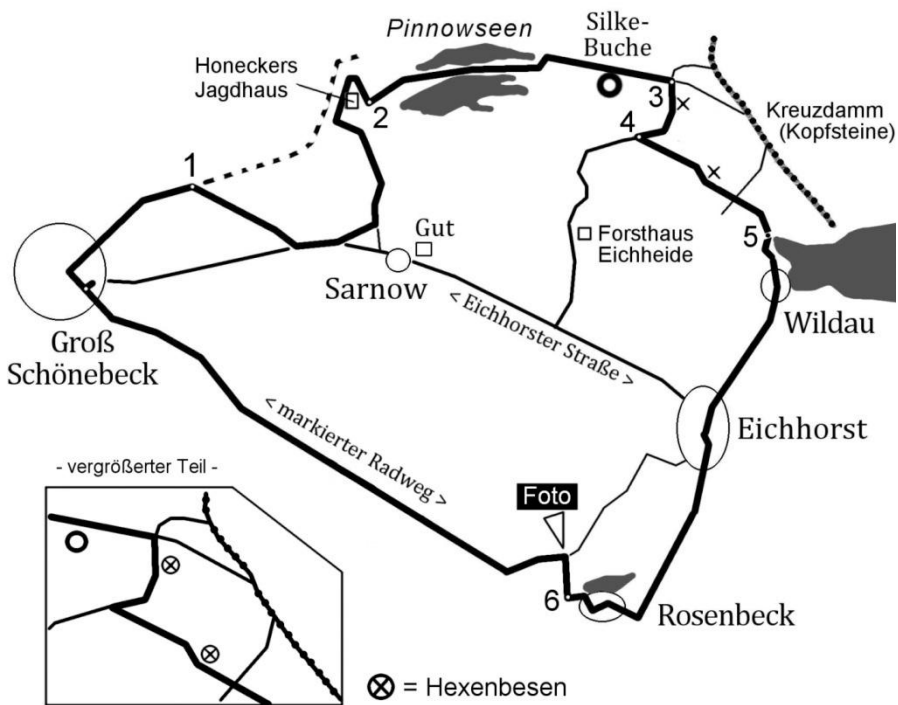 Pinnowseen
Silke-
Buche
Honeckers
Jagdhaus
2
3
Kreuzdamm
(Kopfsteine)
4
1
Gut
Forsthaus
Eichheide
5
Sarnow
< Eichhorster Straße >
Wildau
Groß
Schönebeck
< markierter Radweg >
Eichhorst
- vergrößerter Teil -
Foto
6
Rosenbeck
= Hexenbesen